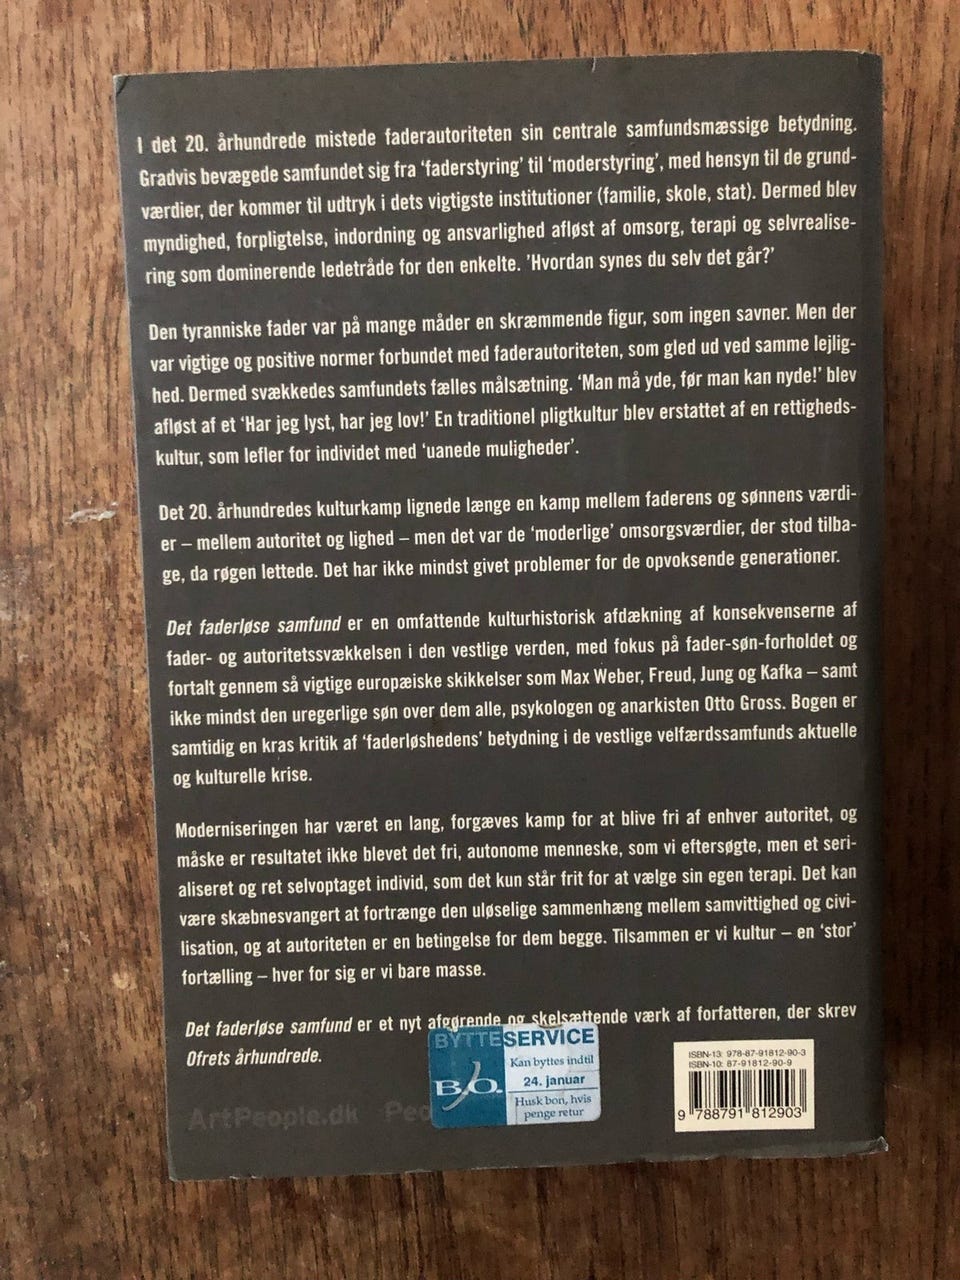 I det 20. århundrede mistede faderautoriteten sin centrale samfundsmæssige betydning.
Gradvis bevægede samfundet sig fra ‘faderstyring’ til ‘moderstyring’, med hensyn til de grund-
værdier, der kommer til udtryk i dets vigtigste institutioner (familie, skole, stat). Dermed blev
myndighed, forpligtelse, indordning og ansvarlighed afløst af omsorg, terapi og selvrealise-
ring som dominerende ledetråde for den enkelte. ’Hvordan synes du selv det går?’
Den tyranniske fader var på mange måder en skræmmende figur, som ingen savner. Men der
var vigtige og positive normer forbundet med faderautoriteten, som gled ud ved samme lejlig-
hed. Dermed svækkedes samfundets fælles målsætning. ‘Man må yde, før man kan nyde!’ blev
afløst af et ‘Har jeg lyst, har jeg lov!’ En traditionel pligtkultur blev erstattet af en rettigheds-
kultur, som lefler for individet med ‘uanede muligheder’.
Det 20. århundredes kulturkamp lignede længe en kamp mellem faderens og sønnens værdi-
er – mellem autoritet og lighed – men det var de ‘moderlige’ omsorgsværdier, der stod tilba-
ge, da røgen lettede. Det har ikke mindst givet problemer for de opvoksende generationer.
Det faderløse samfund er en omfattende kulturhistorisk afdækning af konsekvenserne af
fader- og autoritetssvækkelsen i den vestlige verden, med fokus på fader-søn-forholdet og
fortalt gennem så vigtige europæiske skikkelser som Max Weber, Freud, Jung og Kafka – samt
ikke mindst den uregerlige søn over dem alle, psykologen og anarkisten Otto Gross. Bogen er
samtidig en kras kritik af ‘faderløshedens’ betydning i de vestlige velfærdssamfunds aktuelle
og kulturelle krise.
Moderniseringen har været en lang, forgæves kamp for at blive fri af enhver autoritet, og
måske er resultatet ikke blevet det fri, autonome menneske, som vi eftersøgte, men et seri-
aliseret og ret selvoptaget individ, som det kun står frit for at vælge sin egen terapi. Det kan
være skæbnesvangert at fortrænge den uløselige sammenhæng mellem samvittighed og civi-
lisation, og at autoriteten er en betingelse for dem begge. Tilsammen er vi kultur – en ‘stor’
fortælling – hver for sig er vi bare masse.
Det faderløse samfund er et nyt afgørende og skelsættende værk af forfatteren, der skrev
Ofrets århundrede.
BYTTESERVICE
B.O.
Kan byttes indtil
24. januar
Husk bon, hvis
penge retur
ArtPeople.dk
ISBN-13: 978-87-91812-90-3
ISBN-10: 87-91812-90-9
9 788791 812903